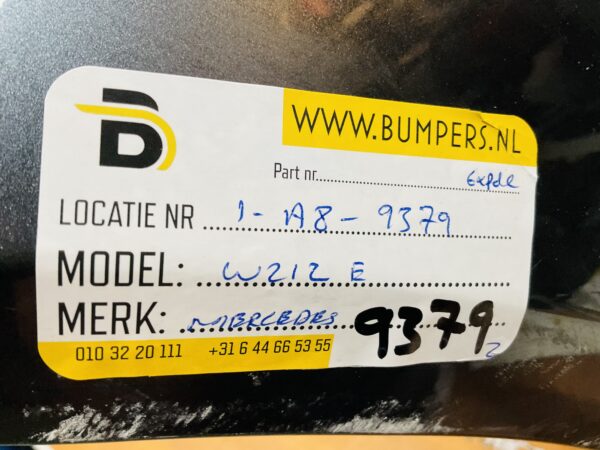 B
WWW.BUMPERS.NL
Part nr
LOCATIE NR 1-A8-9379
MODEL: W212 E
MERK: MERCEDES 9379
010 32 20 111 +31 6 44 66 53 55